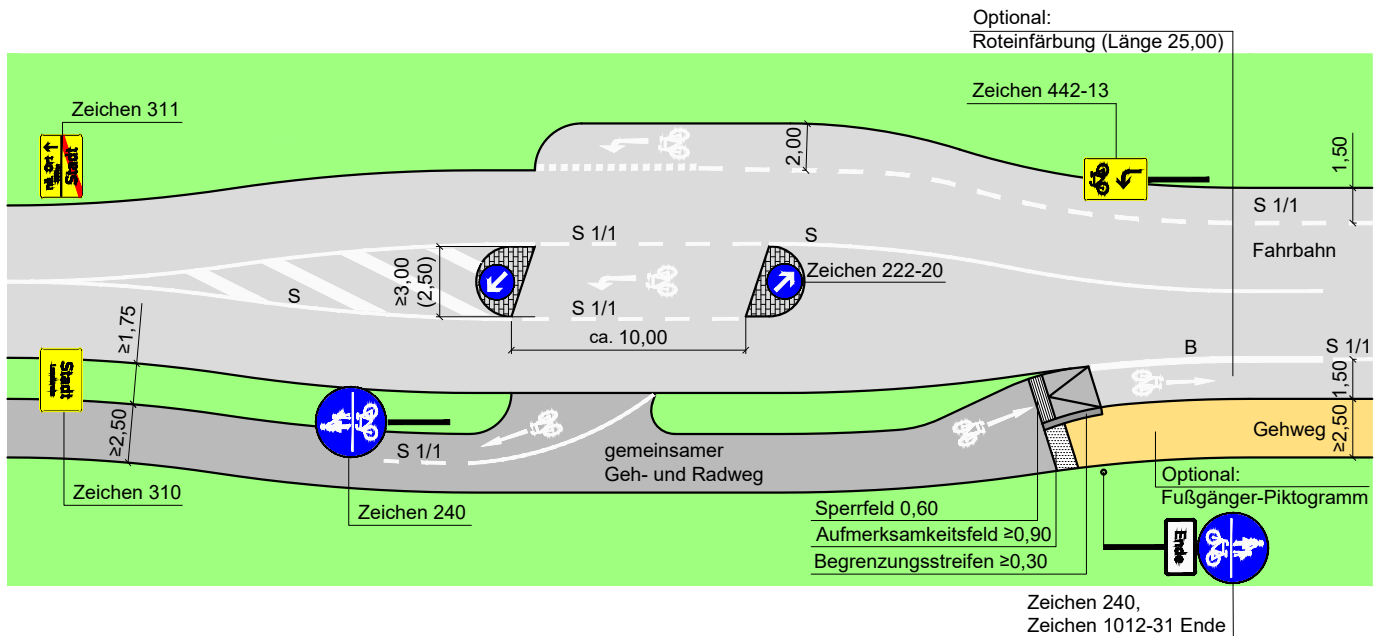 Optional:
Roteinfärbung (Länge 25,00)
Zeichen 442-13
Zeichen 311
Stadt
2,00
1,50
S 1/1
Fahrbahn
S 1/1
S
Zeichen 222-20
≥3,00
(2,50)
S
S 1/1
ca. 10,00
≥1,75
B
S 1/1
1,50
Stadt
≥2,50
S 1/1
gemeinsamer
Geh- und Radweg
Gehweg
≥2,50
Zeichen 310
Zeichen 240
Optional:
Fußgänger-Piktogramm
Sperrfeld 0,60
Aufmerksamkeitsfeld ≥0,90
Begrenzungsstreifen ≥0,30
Ende
Zeichen 240,
Zeichen 1012-31 Ende